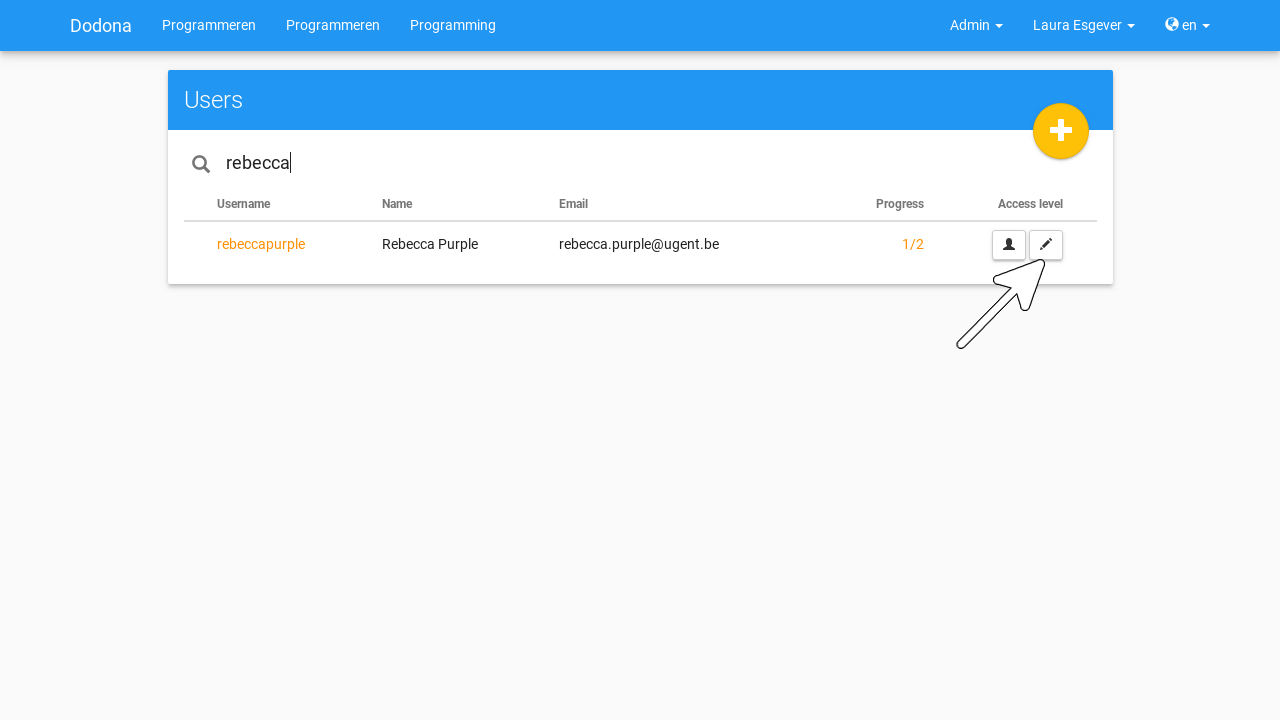 Dodona Programmeren Programmeren Programming Admin Laura Esgever en
Users
rebecca
Username Name Email Progress Access level
rebeccapurple Rebecca Purple rebecca.purple@ugent.be 1/2